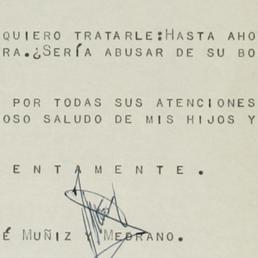 QUIERO TRATARLE:HASTA AHO
RA.¿SERÍA ABUSAR DE SU BO
POR TODAS SUS ATENCIONES
OSO SALUDO DE MIS HIJOS Y
ENTAMENTE.
É MUÑIZ Y MEDRANO.